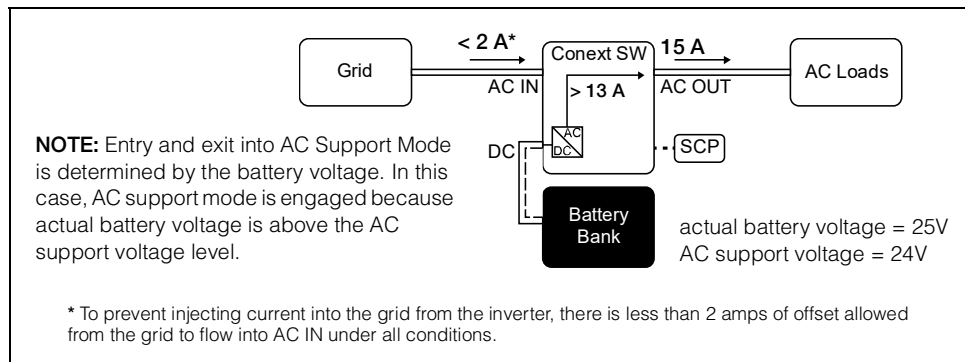 < 2 A*
Conext SW
15 A
Grid
AC IN
> 13 A
AC OUT
AC Loads
AC
DC
DC
SCP
NOTE: Entry and exit into AC Support Mode
is determined by the battery voltage. In this
case, AC support mode is engaged because
actual battery voltage is above the AC
support voltage level.
Battery
Bank
actual battery voltage = 25V
AC support voltage = 24V
* To prevent injecting current into the grid from the inverter, there is less than 2 amps of offset allowed
from the grid to flow into AC IN under all conditions.